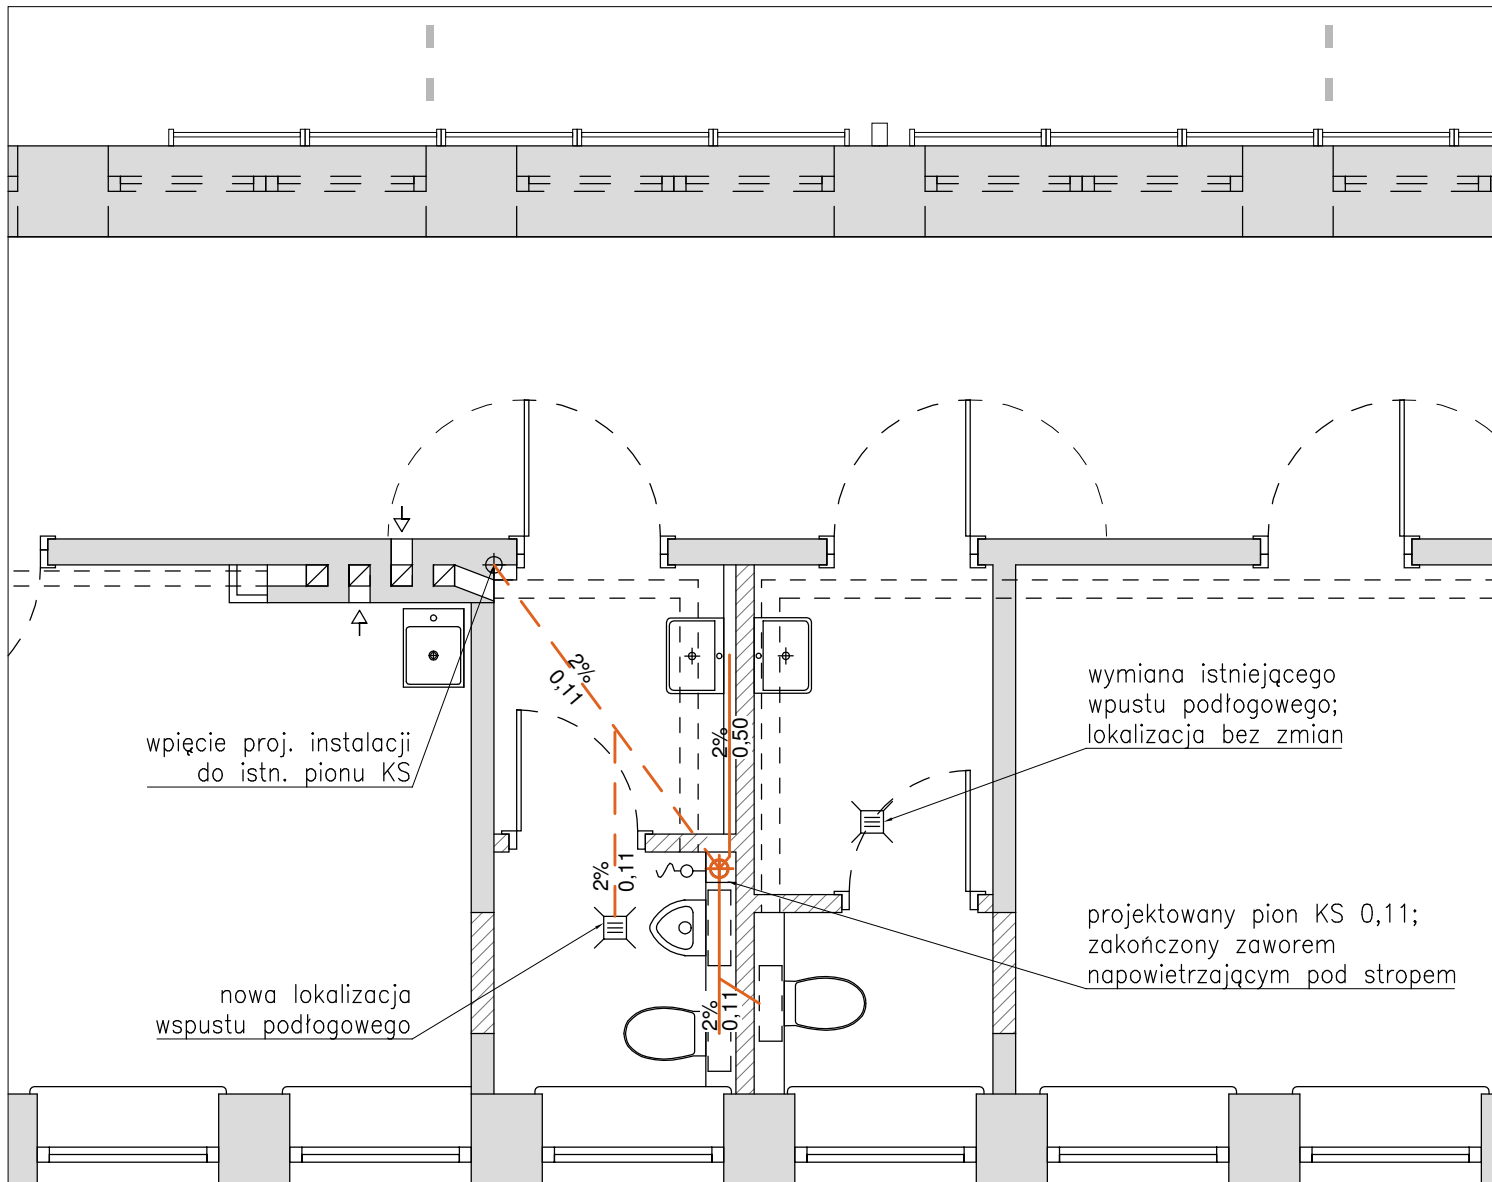 2%
0,11
wymiana istniejącego
wpustu podłogowego;
lokalizacja bez zmian
wpięcie proj. instalacji
do istn. pionu KS
2%
0,50
2%
0,11
projektowany pion KS 0,11;
zakończony zaworem
napowietrzającym pod stropem
nowa lokalizacja
wspustu podłogowego
2%
0,11